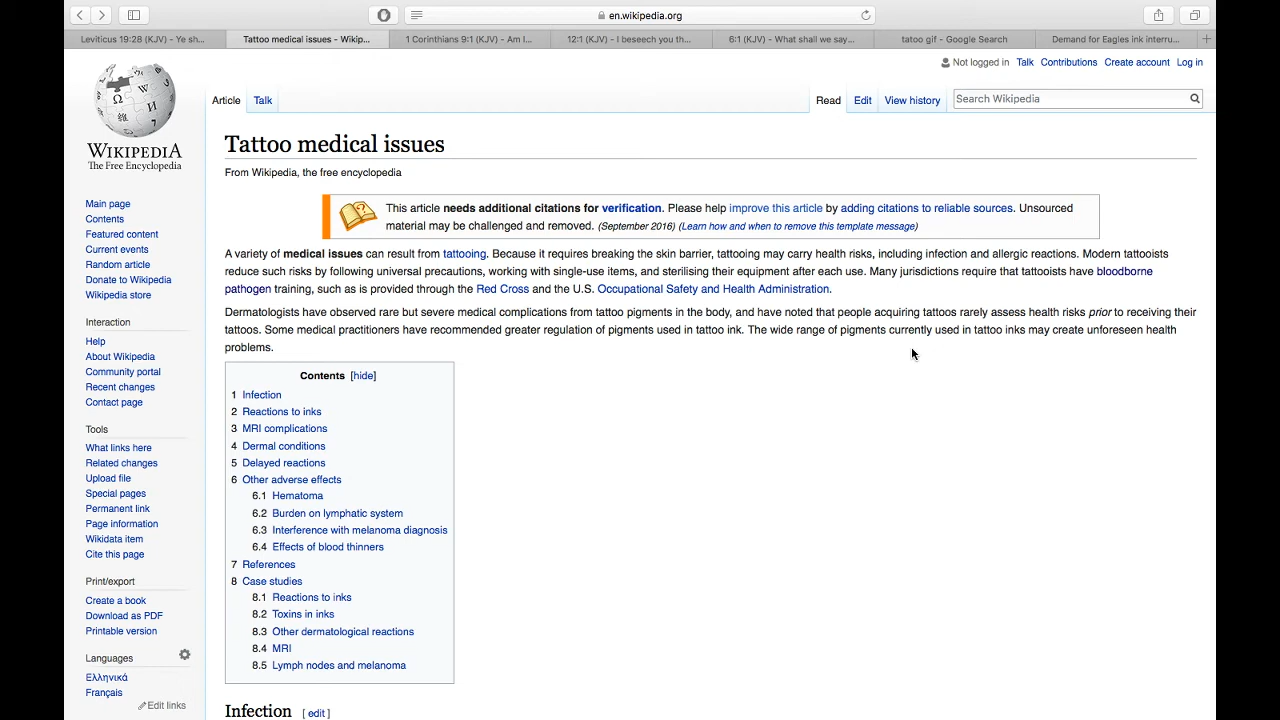 en.wikipedia.org
Leviticus 19:28 (KJV) - Ye sh...
Tattoo medical issues - Wikip...
1 Corinthians 9:1 (KJV) - Am I...
12:1 (KJV) - I beseech you th...
6:1 (KJV) - What shall we say...
tatoo gif - Google Search
Demand for Eagles ink interru...
Not logged in Talk Contributions Create account Log in
Article Talk
Read Edit View history
Search Wikipedia
WIKIPEDIA
The Free Encyclopedia
Main page
Contents
Featured content
Current events
Random article
Donate to Wikipedia
Wikipedia store
Interaction
Help
About Wikipedia
Community portal
Recent changes
Contact page
Tools
What links here
Related changes
Upload file
Special pages
Permanent link
Page information
Wikidata item
Cite this page
Print/export
Create a book
Download as PDF
Printable version
Languages
Ελληνικά
Français
Edit links
Tattoo medical issues
From Wikipedia, the free encyclopedia
This article needs additional citations for verification. Please help improve this article by adding citations to reliable sources. Unsourced
material may be challenged and removed. (September 2016) (Learn how and when to remove this template message)
A variety of medical issues can result from tattooing. Because it requires breaking the skin barrier, tattooing may carry health risks, including infection and allergic reactions. Modern tattooists
reduce such risks by following universal precautions, working with single-use items, and sterilising their equipment after each use. Many jurisdictions require that tattooists have bloodborne
pathogen training, such as is provided through the Red Cross and the U.S. Occupational Safety and Health Administration.
Dermatologists have observed rare but severe medical complications from tattoo pigments in the body, and have noted that people acquiring tattoos rarely assess health risks prior to receiving their
tattoos. Some medical practitioners have recommended greater regulation of pigments used in tattoo ink. The wide range of pigments currently used in tattoo inks may create unforeseen health
problems.
Contents [hide]
1 Infection
2 Reactions to inks
3 MRI complications
4 Dermal conditions
5 Delayed reactions
6 Other adverse effects
6.1 Hematoma
6.2 Burden on lymphatic system
6.3 Interference with melanoma diagnosis
6.4 Effects of blood thinners
7 References
8 Case studies
8.1 Reactions to inks
8.2 Toxins in inks
8.3 Other dermatological reactions
8.4 MRI
8.5 Lymph nodes and melanoma
Infection [ edit ]